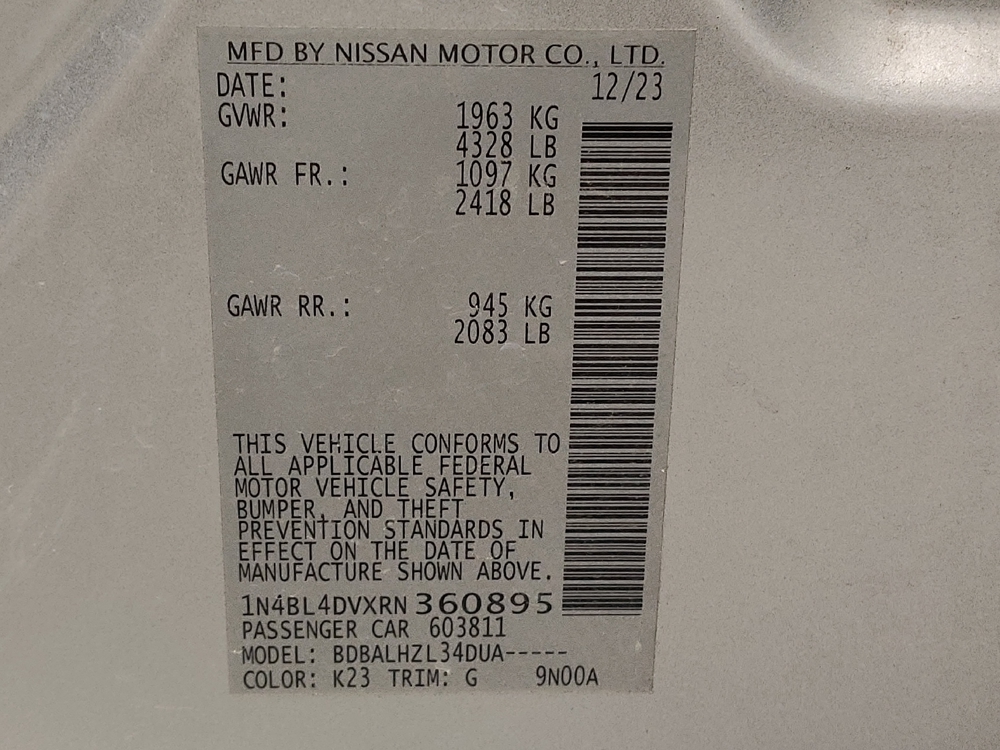 MFD BY NISSAN MOTOR CO., LTD.
DATE: 12/23
GVWR: 1963 KG
4328 LB
GAWR FR.: 1097 KG
2418 LB
GAWR RR.: 945 KG
2083 LB
THIS VEHICLE CONFORMS TO
ALL APPLICABLE FEDERAL
MOTOR VEHICLE SAFETY,
BUMPER, AND THEFT
PREVENTION STANDARDS IN
EFFECT ON THE DATE OF
MANUFACTURE SHOWN ABOVE.
1N4BL4DVXRN360895
PASSENGER CAR 603811
MODEL: BDBALHZL34DUA-----
COLOR: K23 TRIM: G 9N00A